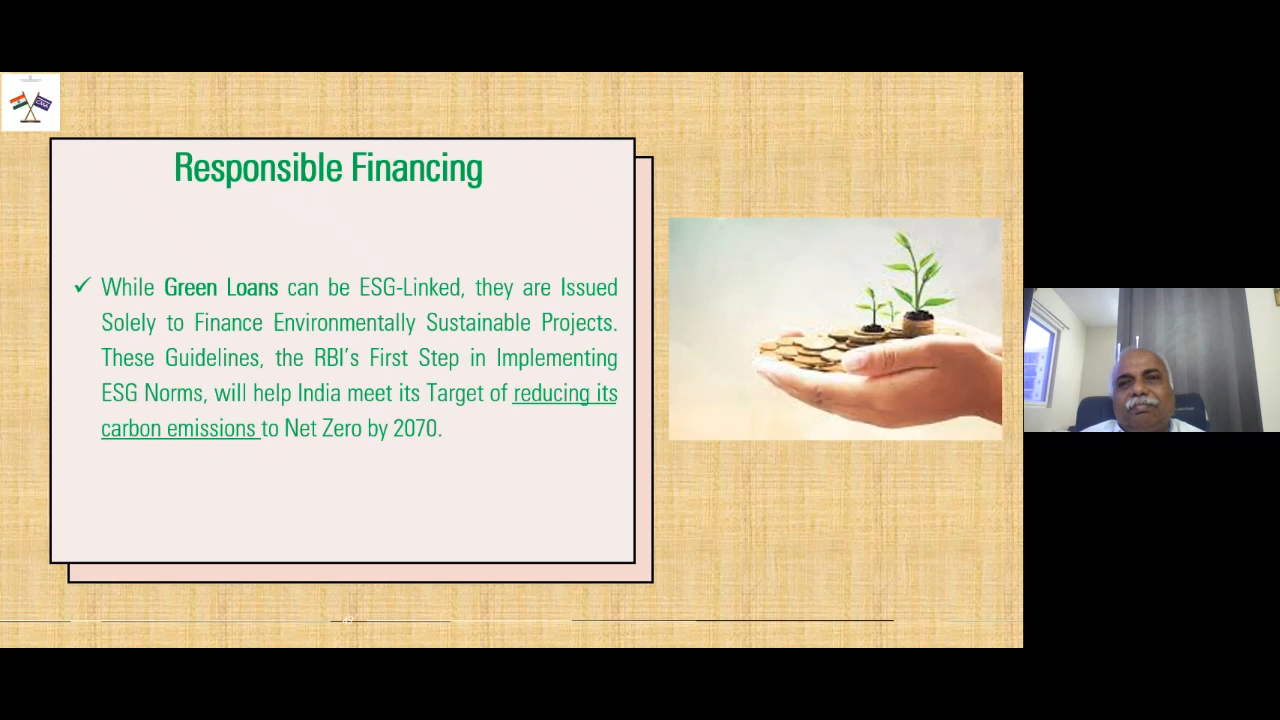 Responsible Financing
✓ While Green Loans can be ESG-Linked, they are Issued
Solely to Finance Environmentally Sustainable Projects.
These Guidelines, the RBI's First Step in Implementing
ESG Norms, will help India meet its Target of reducing its
carbon emissions to Net Zero by 2070.